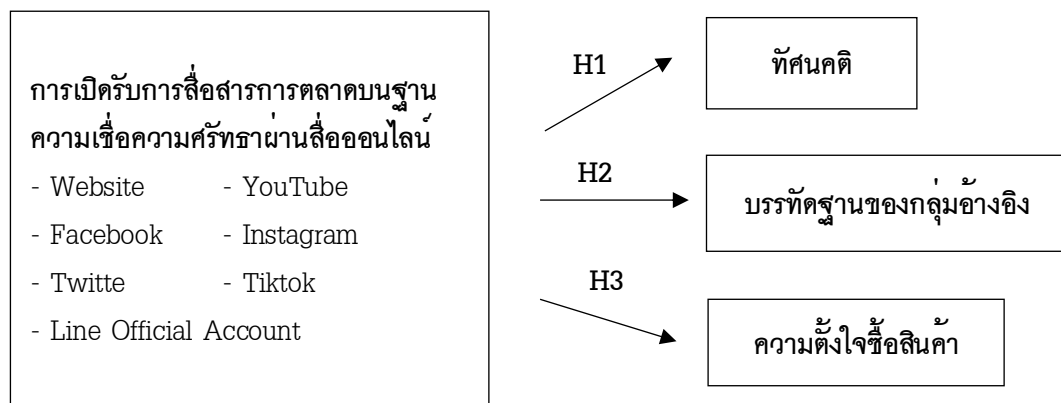 การเปิดรับการสื่อสารการตลาดบนฐาน
ความเชื่อความศรัทธาผ่านสื่อออนไลน์
- Website - YouTube
- Facebook - Instagram
- Twitte - Tiktok
- Line Official Account
H1
ทัศนคติ
H2
บรรทัดฐานของกลุ่มอ้างอิง
H3
ความตั้งใจซื้อสินค้า